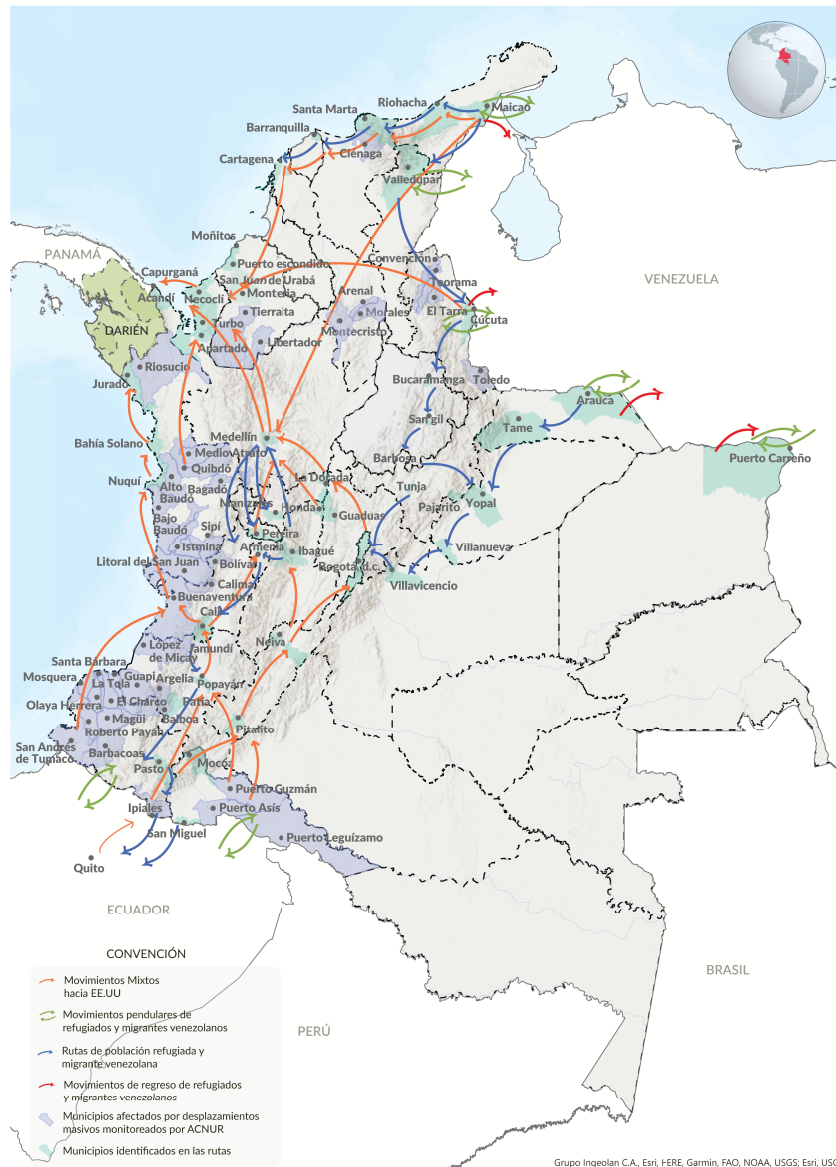 Santa Marta
Riohacha
Maicao
Barranquilla
Cienaga
Cartagena
Valledupar
Moñitos
PANAMÁ
Puerto escondido
Convención
Capurganá
San Juan de Urabá
Teorama
VENEZUELA
Acandí
Necoclí
Monteria
Arenal
El Tarra
Tierralta
Morales
Cúcuta
DARIÉN
Turbo
Montecristo
Apartado
Libertador
Riosucio
Jurado
Bucaramanga
Toledo
Arauca
San gil
Tame
Medellín
Bahía Solano
Medio Atrato
Barbosa
Puerto Carreño
Quibdó
La Dorada
Nuquí
Alto
Baudó
Bagadó
Tunja
Manizales
Honda
Pajarito
Yopal
Guaduas
Bajo
Baudó
Sipí
Pereira
Istmina
Armenia
Ibagué
Villanueva
Litoral del San Juan
Bolívar
Bogotá d.c.
Calima
Villavicencio
Buenaventura
Cali
Jamundí
Neiva
López
de Micay
Santa Bárbara
Mosquera
Guapi
Argelia
La Tola
Popayán
Olaya Herrera
El Charco
Patía
Magüi
Balboa
Roberto Payán
Pitalito
San Andrés
de Tumaco
Barbacoas
Pasto
Mocoa
Puerto Guzmán
Ipiales
Puerto Asís
San Miguel
Puerto Leguízamo
Quito
ECUADOR
BRASIL
PERÚ
CONVENCIÓN
Movimientos Mixtos
hacia EE.UU
Movimientos pendulares de
refugiados y migrantes venezolanos
Rutas de población refugiada y
migrante venezolana
Movimientos de regreso de refugiados
y migrantes venezolanos
Municipios afectados por desplazamientos
masivos monitoreados por ACNUR
Municipios identificados en las rutas
Grupo Ingeolan C.A., Esri, HERE, Garmin, FAO, NOAA, USGS; Esri, USG